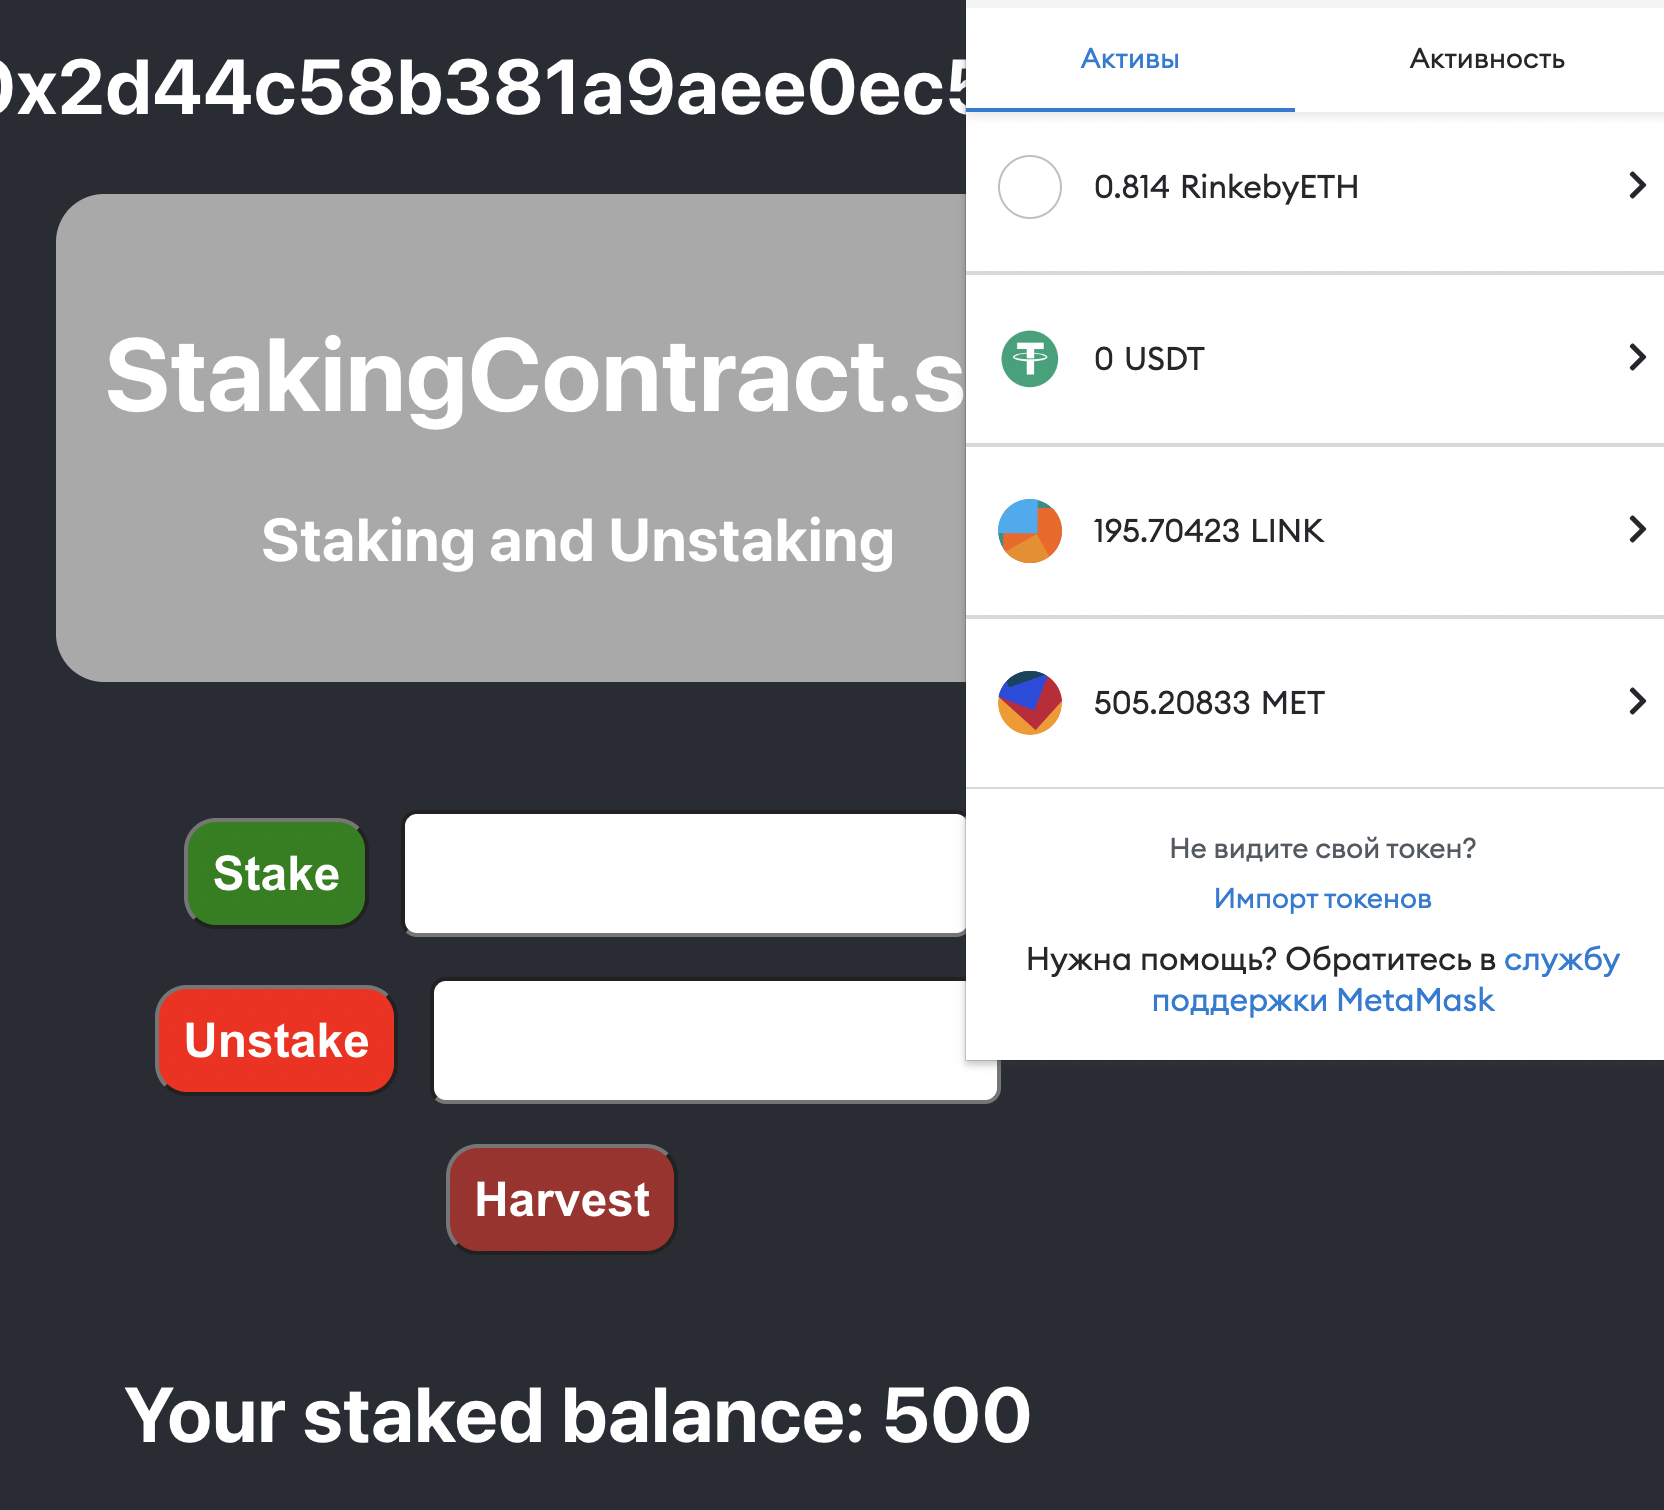 0x2d44c58b381a9aee0ec5
StakingContract.s
Staking and Unstaking
Stake
Unstake
Harvest
Your staked balance: 500
Активы
Активность
0.814 RinkebyETH
0 USDT
195.70423 LINK
505.20833 MET
Не видите свой токен?
Импорт токенов
Нужна помощь? Обратитесь в службу
поддержки MetaMask